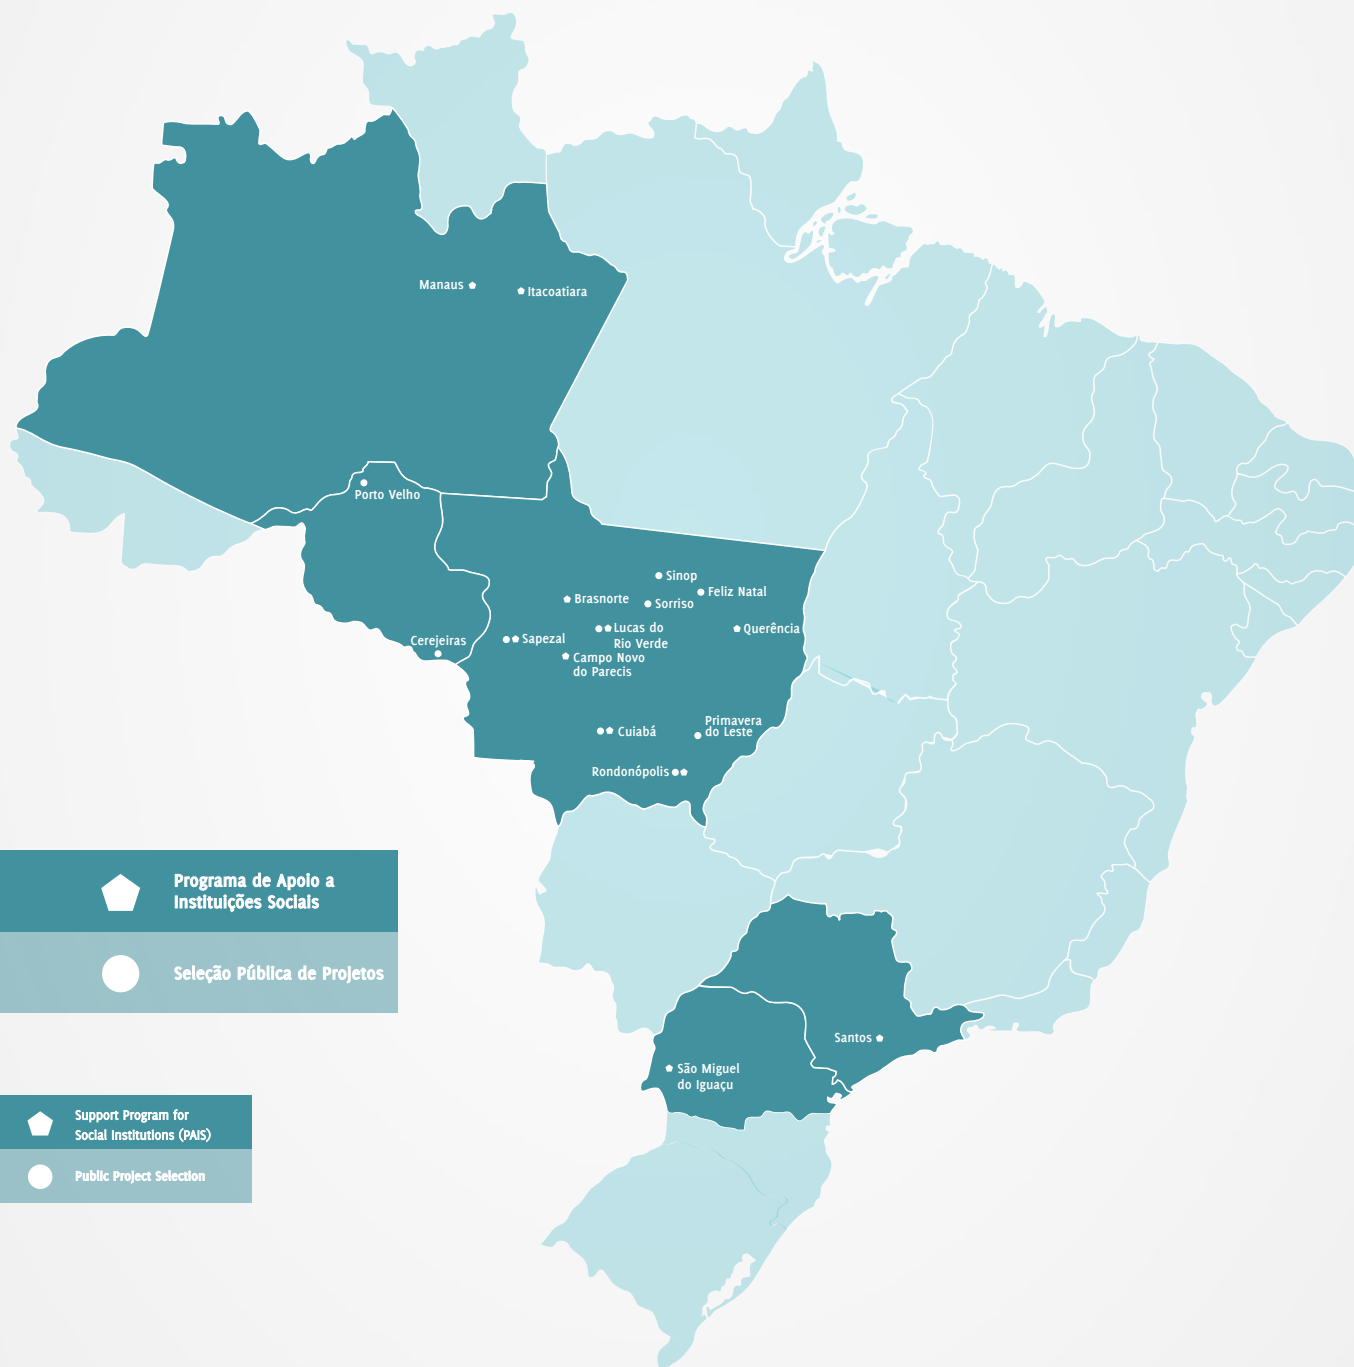 Manaus
Itacoatiara
Porto Velho
Sinop
Feliz Natal
Brasnorte
Sorriso
Lucas do
Rio Verde
Querência
Sapezal
Cerejeiras
Campo Novo
do Parecis
Primavera
do Leste
Cuiabá
Rondonópolis
Programa de Apoio a
Instituições Sociais
Seleção Pública de Projetos
Santos
São Miguel
do Iguaçu
Support Program for
Social Institutions (PAIS)
Public Project Selection